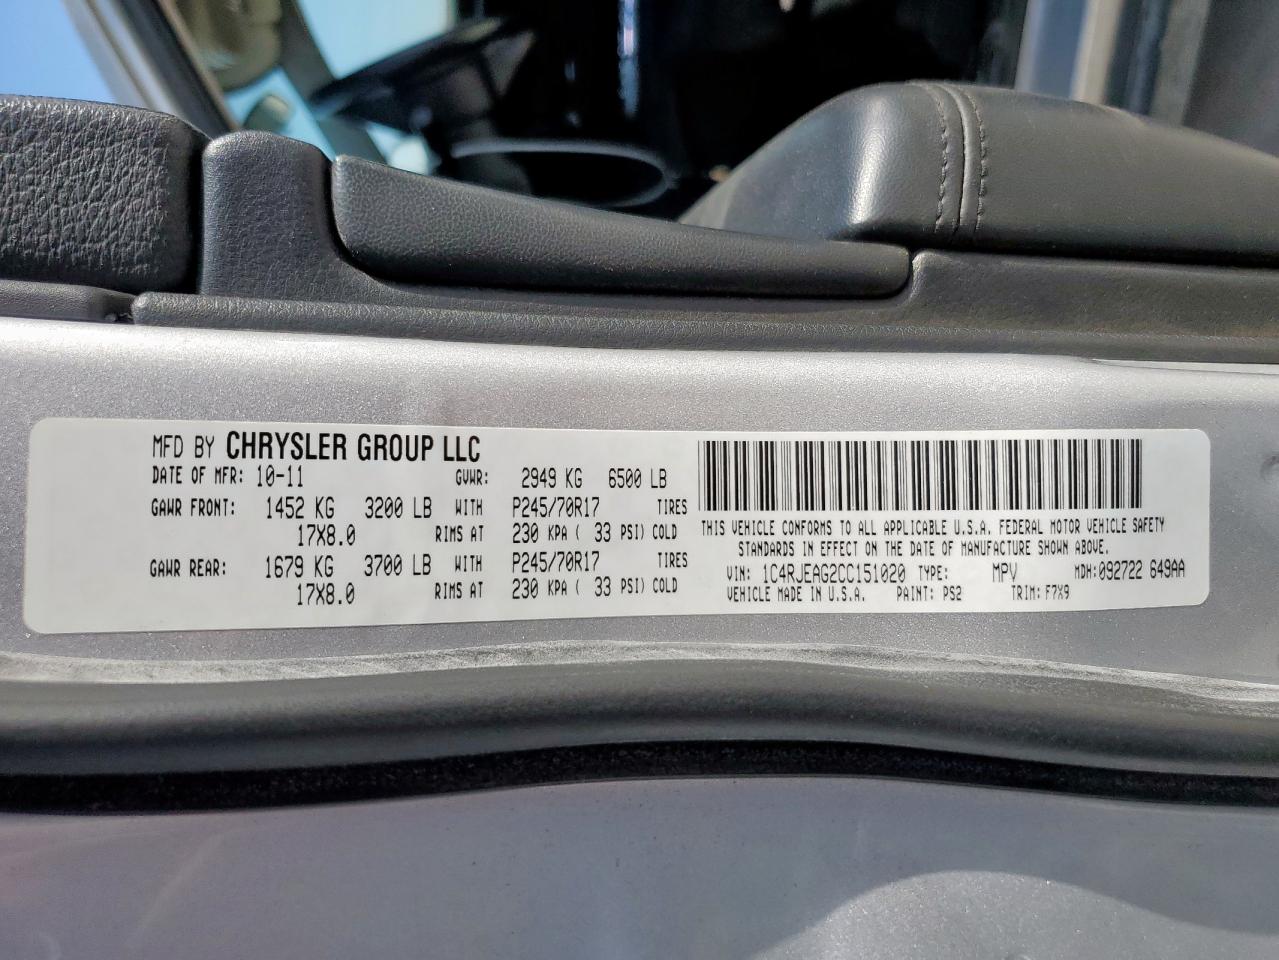 MFD BY CHRYSLER GROUP LLC
DATE OF MFR: 10-11 GVWR: 2949 KG 6500 LB
GAWR FRONT: 1452 KG 3200 LB WITH P245/70R17 TIRES
17X8.0 RIMS AT 230 KPA ( 33 PSI) COLD
GAWR REAR: 1679 KG 3700 LB WITH P245/70R17 TIRES
17X8.0 RIMS AT 230 KPA ( 33 PSI) COLD
THIS VEHICLE CONFORMS TO ALL APPLICABLE U.S.A. FEDERAL MOTOR VEHICLE SAFETY
STANDARDS IN EFFECT ON THE DATE OF MANUFACTURE SHOWN ABOVE.
VIN: 1C4RJEAG2CC151020 TYPE: MPV MDH: 092722 649AA
VEHICLE MADE IN U.S.A. PAINT: PS2 TRIM: F7X9